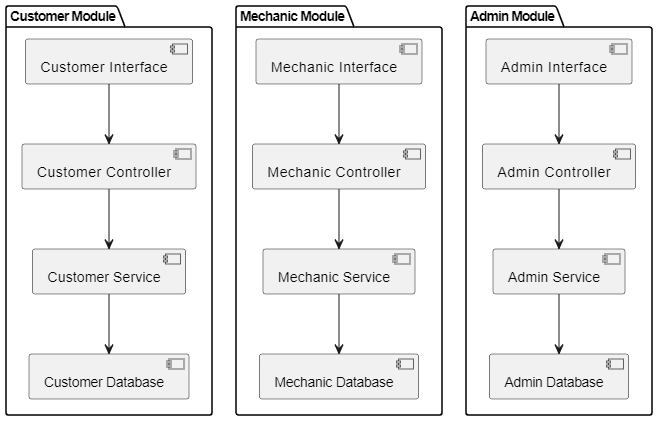 Customer Module
Customer Interface
Customer Controller
Customer Service
Customer Database
Mechanic Module
Mechanic Interface
Mechanic Controller
Mechanic Service
Mechanic Database
Admin Module
Admin Interface
Admin Controller
Admin Service
Admin Database